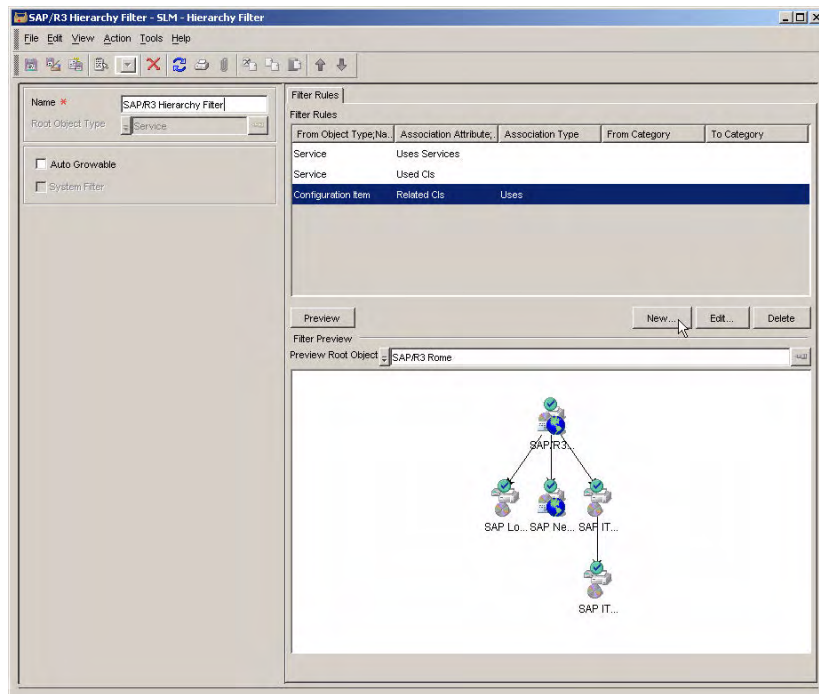 SAP/R3 Hierarchy Filter - SLM - Hierarchy Filter
File Edit View Action Tools Help
Name *
SAP/R3 Hierarchy Filter
Root Object Type
Service
Auto Growable
System Filter
Filter Rules
Filter Rules
From Object Type;Na.. Association Attribute;.. Association Type From Category To Category
Service Uses Services
Service Used CIs
Configuration Item Related CIs Uses
Preview New... Edit... Delete
Filter Preview
Preview Root Object SAP/R3 Rome
SAP/R3...
SAP Lo... SAP Ne... SAP IT...
SAP IT...